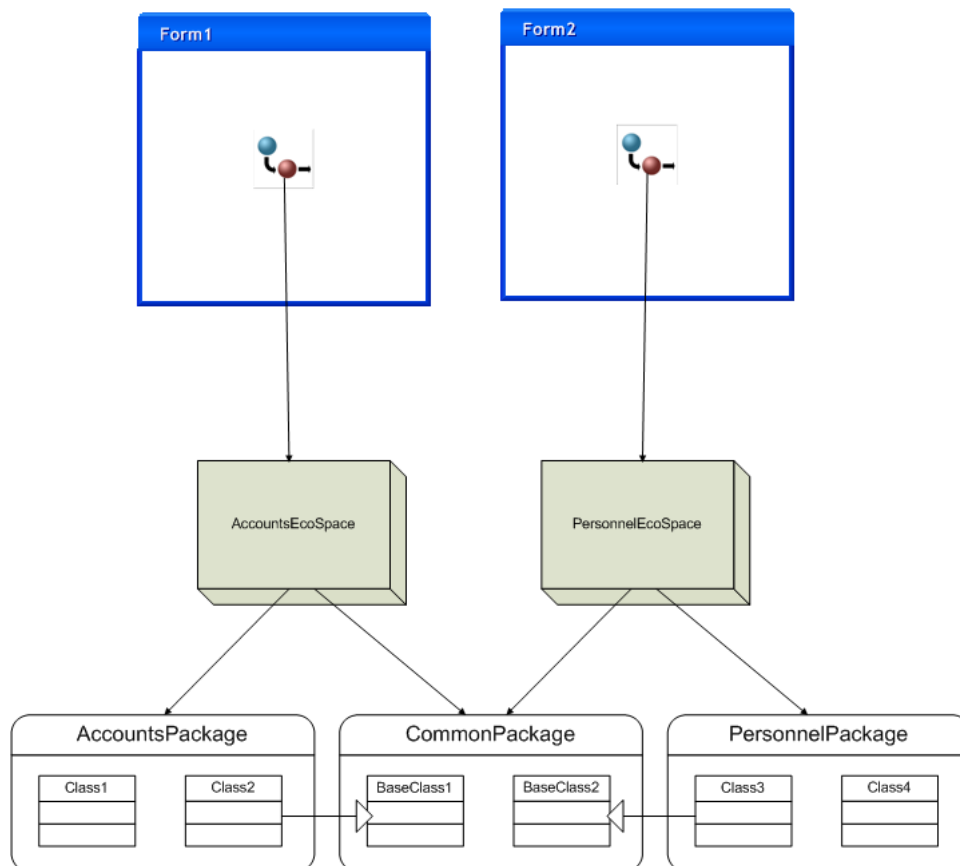 Form1
Form2
AccountsEcoSpace
PersonnelEcoSpace
AccountsPackage
CommonPackage
PersonnelPackage
Class1
Class2
BaseClass1
BaseClass2
Class3
Class4